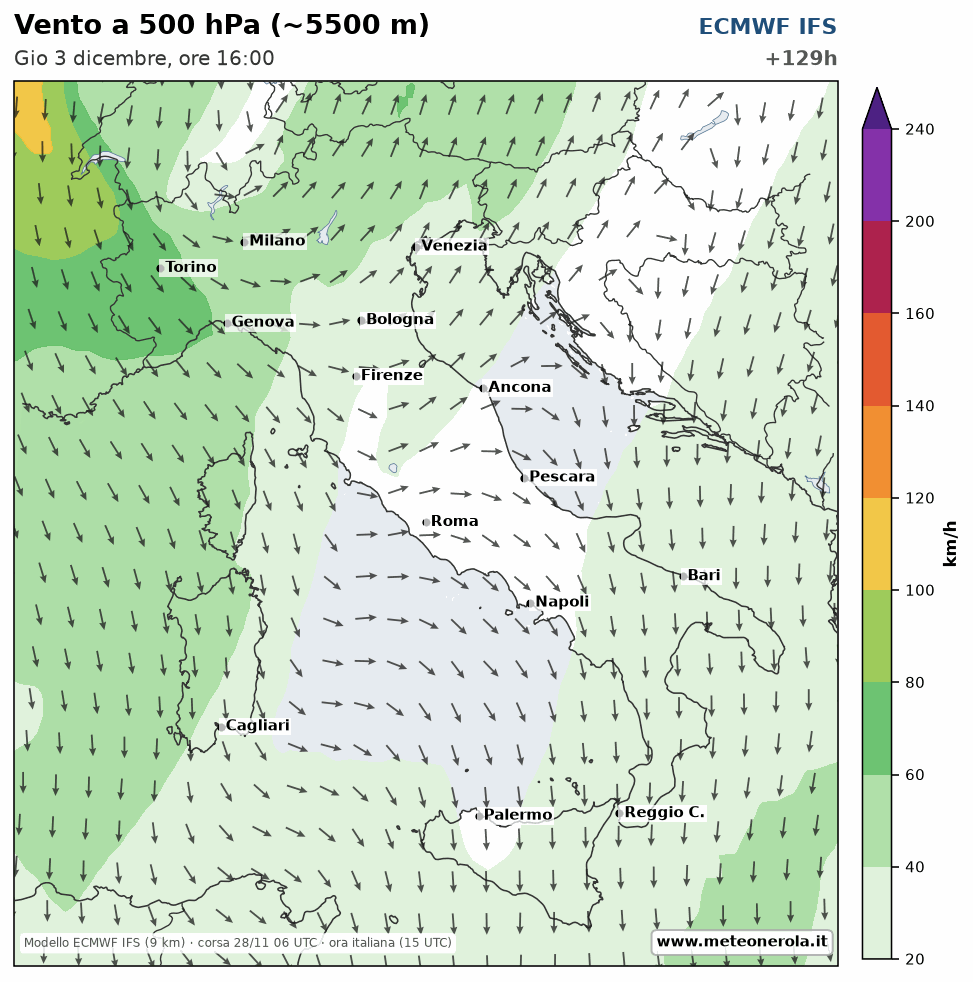 Vento a 500 hPa (~5500 m)
ECMWF IFS
Gio 3 dicembre, ore 16:00
+129h
Milano
Venezia
Torino
Genova
Bologna
Firenze
Ancona
Pescara
Roma
Bari
Napoli
Cagliari
Palermo
Reggio C.
240
200
160
140
120
100
80
60
40
20
km/h
Modello ECMWF IFS (9 km) · corsa 28/11 06 UTC · ora italiana (15 UTC)
www.meteonerola.it